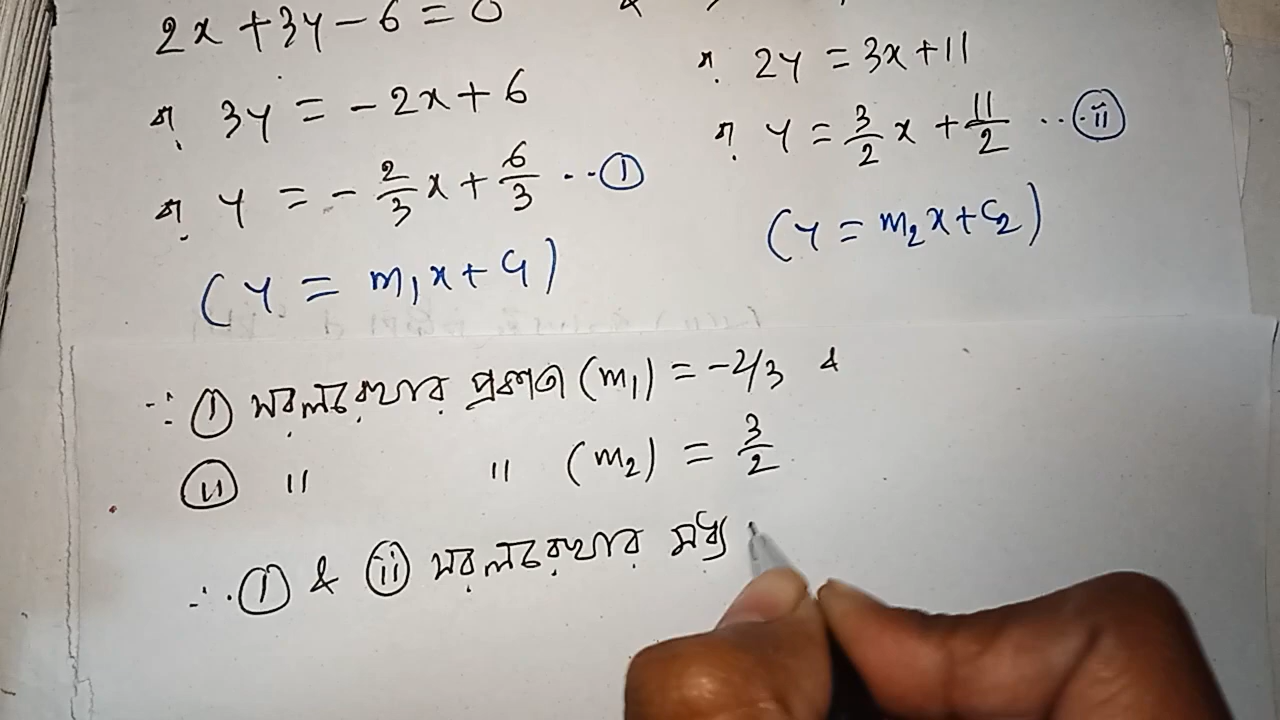 2x + 3y - 6 = 0
বা, 3y = - 2x + 6
বা, y = - 2/3 x + 6/3 ... (i)
(y = m₁x + c₁)
বা, 2y = 3x + 11
বা, y = 3/2 x + 11/2 ... (ii)
(y = m₂x + c₂)
∴ (i) সরলরেখার প্রবণতা (m₁) = -2/3 &
(ii) " " (m₂) = 3/2
∴ (i) & (ii) সরলরেখার মধ্য